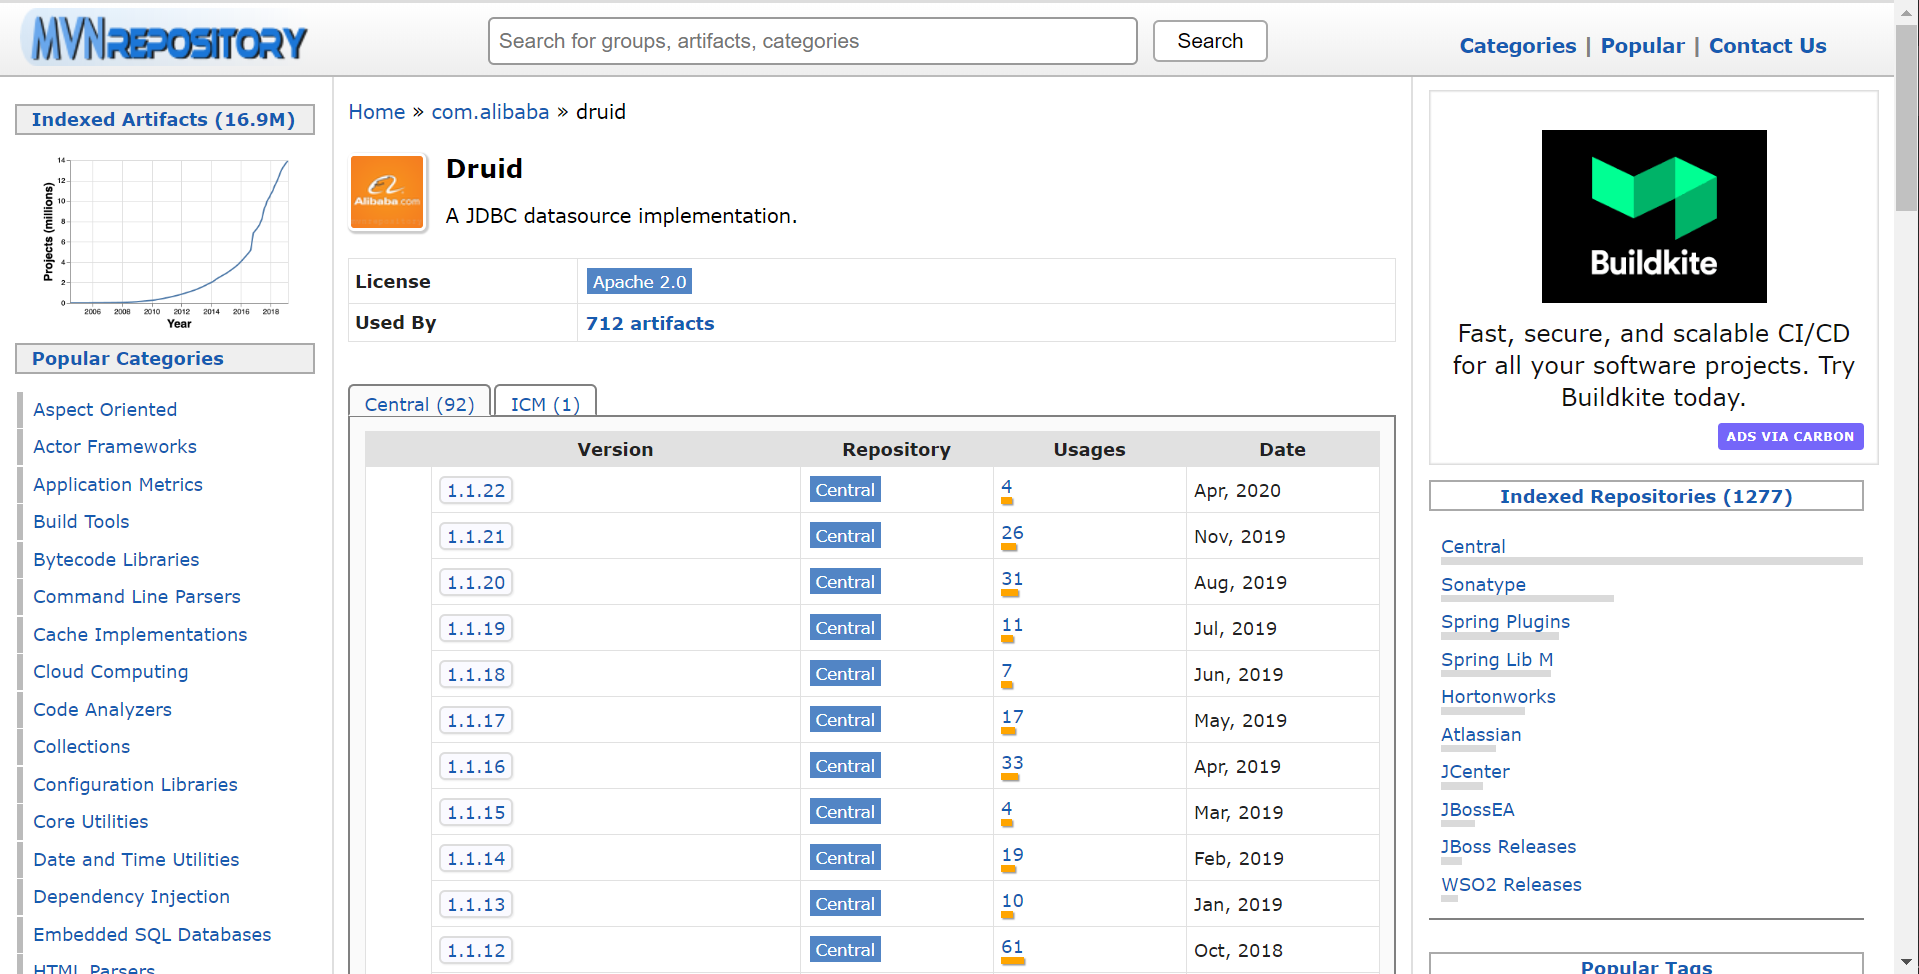 MVNREPOSITORY
Search for groups, artifacts, categories
Search
Categories | Popular | Contact Us
Indexed Artifacts (16.9M)
Projects (millions)
14
12
10
8
6
4
2
0
2006 2008 2010 2012 2014 2016 2018
Year
Popular Categories
Aspect Oriented
Actor Frameworks
Application Metrics
Build Tools
Bytecode Libraries
Command Line Parsers
Cache Implementations
Cloud Computing
Code Analyzers
Collections
Configuration Libraries
Core Utilities
Date and Time Utilities
Dependency Injection
Embedded SQL Databases
HTML Parsers
Home » com.alibaba » druid
Alibaba.com
Druid
A JDBC datasource implementation.
License Apache 2.0
Used By 712 artifacts
Central (92) ICM (1)
Version Repository Usages Date
1.1.22 Central 4 Apr, 2020
1.1.21 Central 26 Nov, 2019
1.1.20 Central 31 Aug, 2019
1.1.19 Central 11 Jul, 2019
1.1.18 Central 7 Jun, 2019
1.1.17 Central 17 May, 2019
1.1.16 Central 33 Apr, 2019
1.1.15 Central 4 Mar, 2019
1.1.14 Central 19 Feb, 2019
1.1.13 Central 10 Jan, 2019
1.1.12 Central 61 Oct, 2018
Buildkite
Fast, secure, and scalable CI/CD
for all your software projects. Try
Buildkite today.
ADS VIA CARBON
Indexed Repositories (1277)
Central
Sonatype
Spring Plugins
Spring Lib M
Hortonworks
Atlassian
JCenter
JBossEA
JBoss Releases
WSO2 Releases
Popular Tags